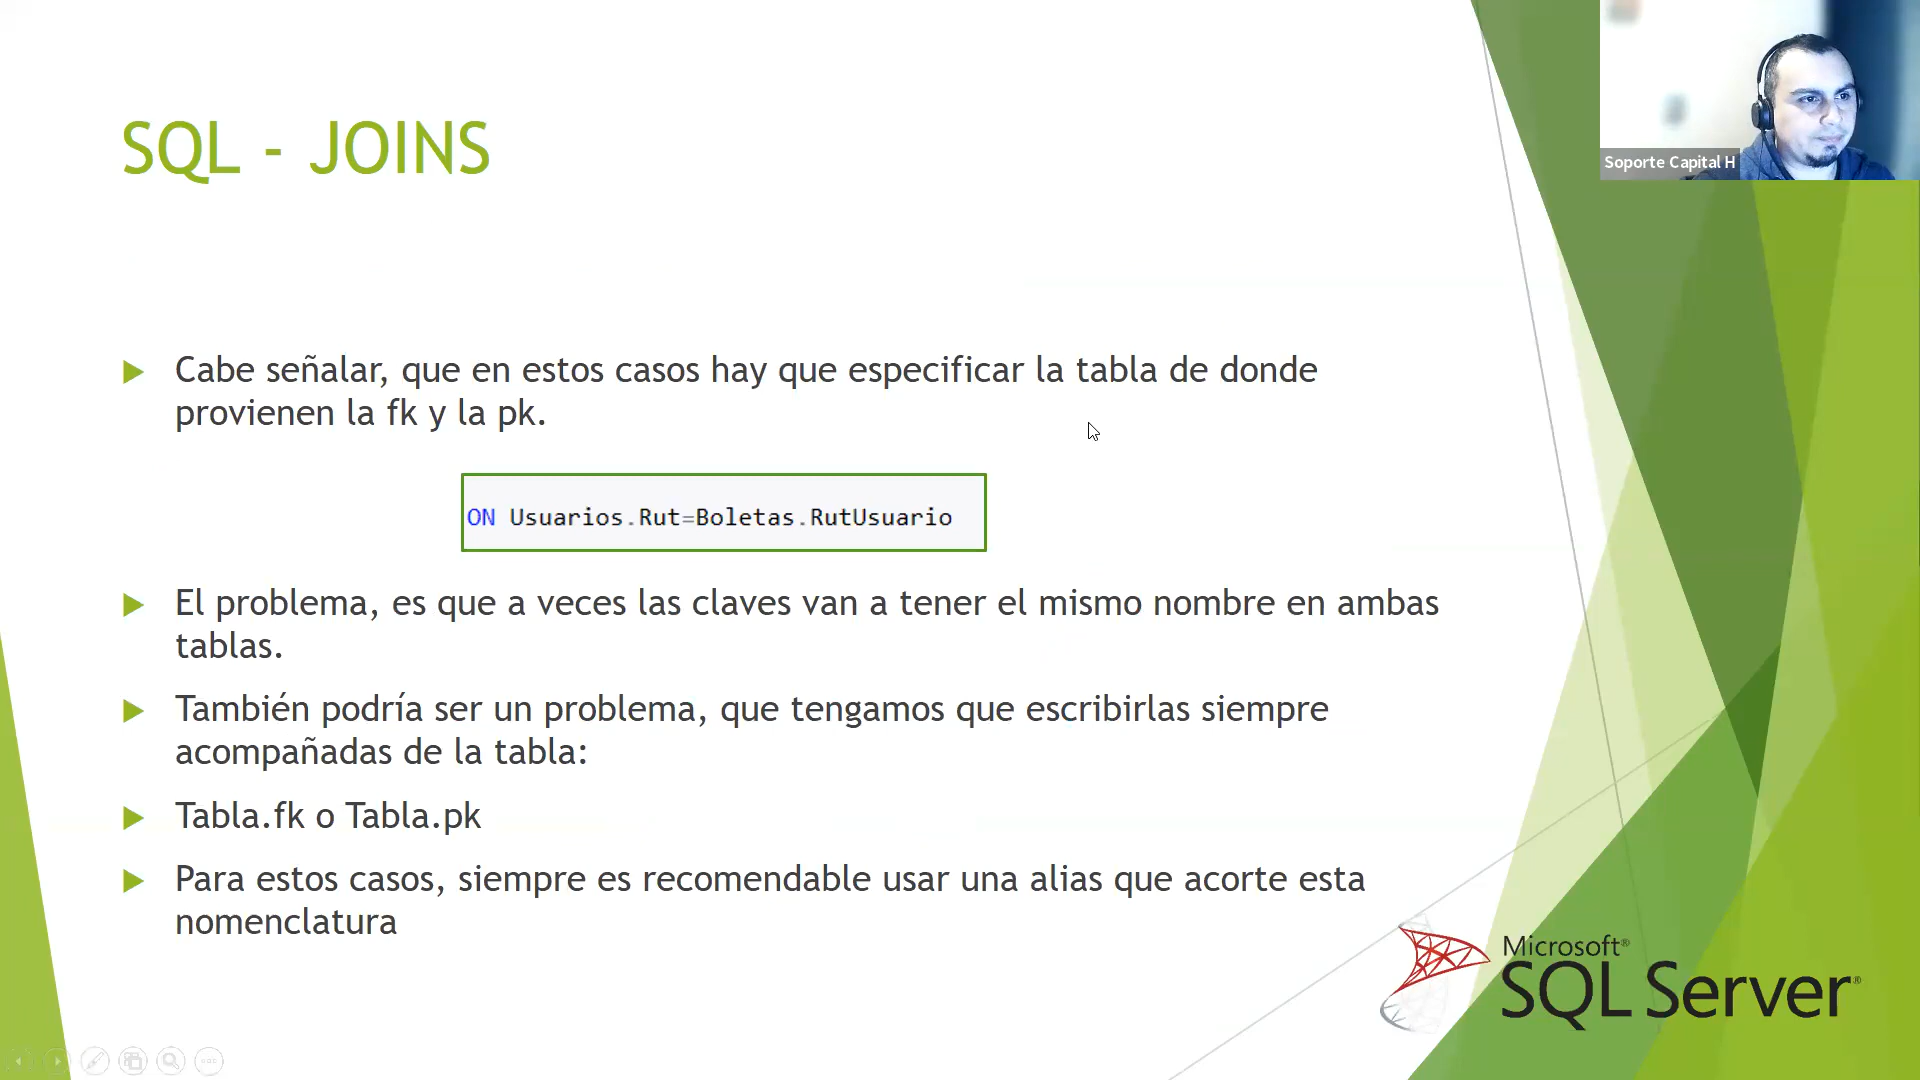 SQL - JOINS
Soporte Capital H
Cabe señalar, que en estos casos hay que especificar la tabla de donde
provienen la fk y la pk.
ON Usuarios.Rut=Boletas.RutUsuario
El problema, es que a veces las claves van a tener el mismo nombre en ambas
tablas.
También podría ser un problema, que tengamos que escribirlas siempre
acompañadas de la tabla:
Tabla.fk o Tabla.pk
Para estos casos, siempre es recomendable usar una alias que acorte esta
nomenclatura
Microsoft®
SQL Server®